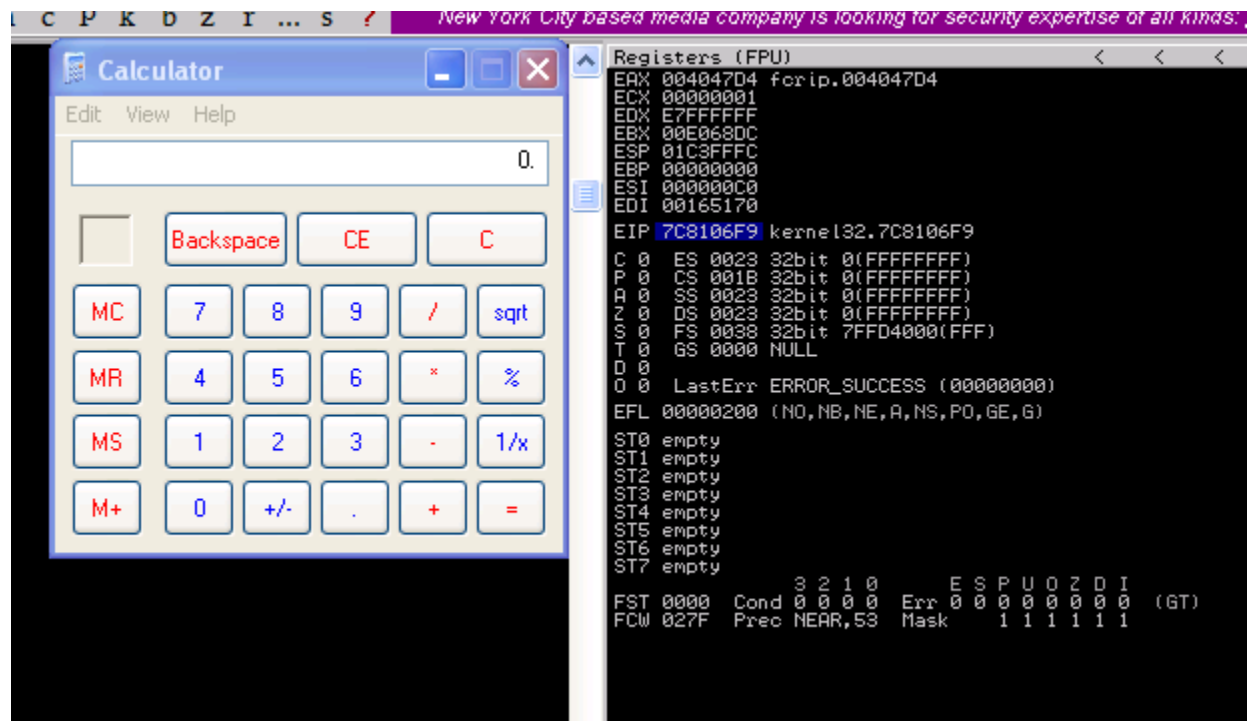 c P k b z r ... s ?
New York City based media company is looking for security expertise of all kinds.
Calculator
Edit View Help
0.
Backspace CE C
MC 7 8 9 / sqrt
MR 4 5 6 * %
MS 1 2 3 - 1/x
M+ 0 +/- . + =
Registers (FPU) < < <
EAX 004047D4 fcrip.004047D4
ECX 00000001
EDX E7FFFFFF
EBX 00E068DC
ESP 01C3FFFC
EBP 00000000
ESI 000000C0
EDI 00165170
EIP 7C8106F9 kernel32.7C8106F9
C 0 ES 0023 32bit 0(FFFFFFFF)
P 0 CS 001B 32bit 0(FFFFFFFF)
A 0 SS 0023 32bit 0(FFFFFFFF)
Z 0 DS 0023 32bit 0(FFFFFFFF)
S 0 FS 0038 32bit 7FFD4000(FFF)
T 0 GS 0000 NULL
D 0
O 0 LastErr ERROR_SUCCESS (00000000)
EFL 00000200 (NO,NB,NE,A,NS,PO,GE,G)
ST0 empty
ST1 empty
ST2 empty
ST3 empty
ST4 empty
ST5 empty
ST6 empty
ST7 empty
3 2 1 0 E S P U O Z D I
FST 0000 Cond 0 0 0 0 Err 0 0 0 0 0 0 0 0 (GT)
FCW 027F Prec NEAR,53 Mask 1 1 1 1 1 1